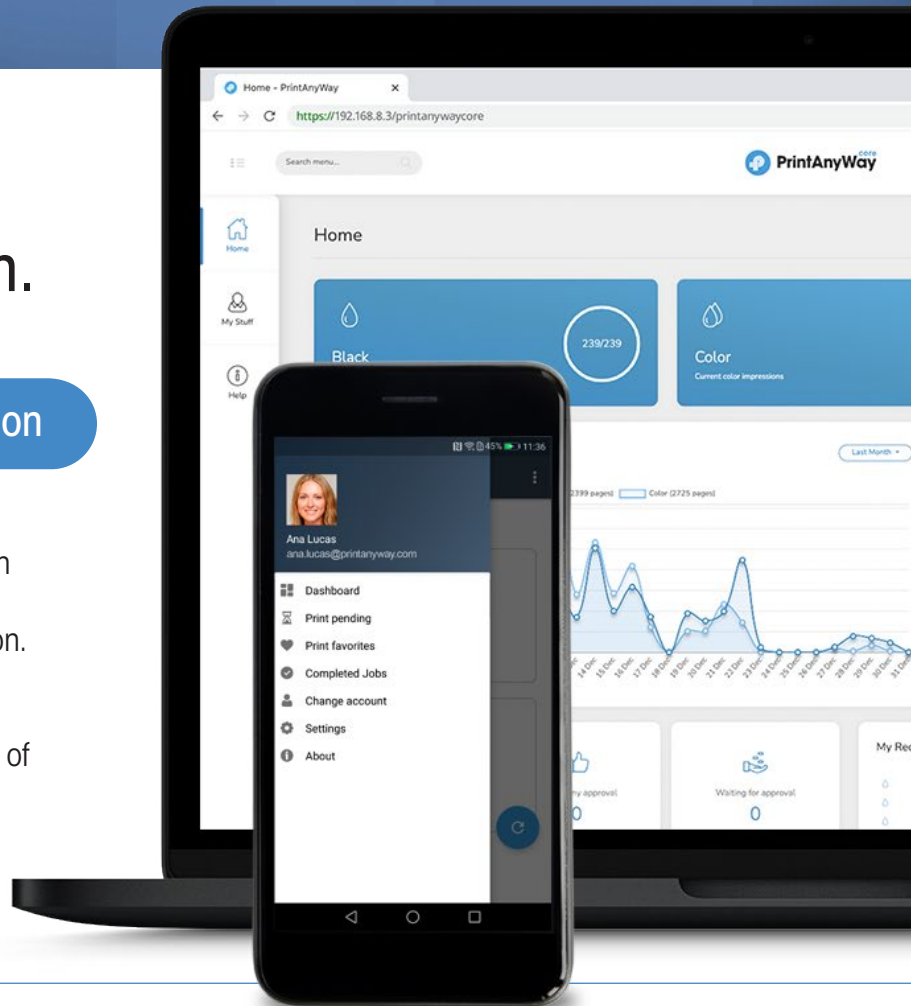 Home - PrintAnyWay
https://192.168.8.3/printanywaycore
Search menu...
PrintAnyWay
core
Home
Home
My Stuff
Help
Black
239/239
Color
Current color impressions
Last Month
2399 pages)
Color (2725 pages)
14 Dec
15 Dec
16 Dec
17 Dec
18 Dec
19 Dec
20 Dec
21 Dec
22 Dec
23 Dec
24 Dec
25 Dec
26 Dec
27 Dec
28 Dec
29 Dec
30 Dec
31 Dec
My Rec
ny approval
0
Waiting for approval
0
n.
on
n
on.
of
45% 11:36
Ana Lucas
ana.lucas@printanyway.com
Dashboard
Print pending
Print favorites
Completed Jobs
Change account
Settings
About